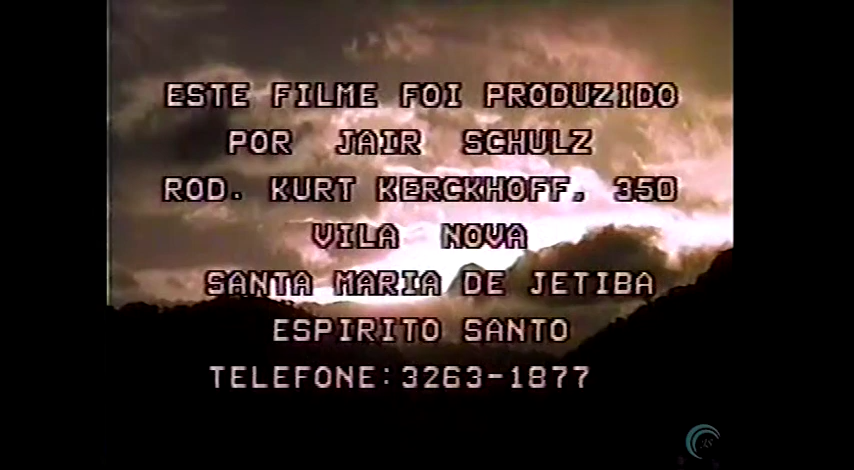 ESTE FILME FOI PRODUZIDO
POR JAIR SCHULZ
ROD. KURT KERCKHOFF, 350
VILA NOVA
SANTA MARIA DE JETIBA
ESPIRITO SANTO
TELEFONE:3263-1877